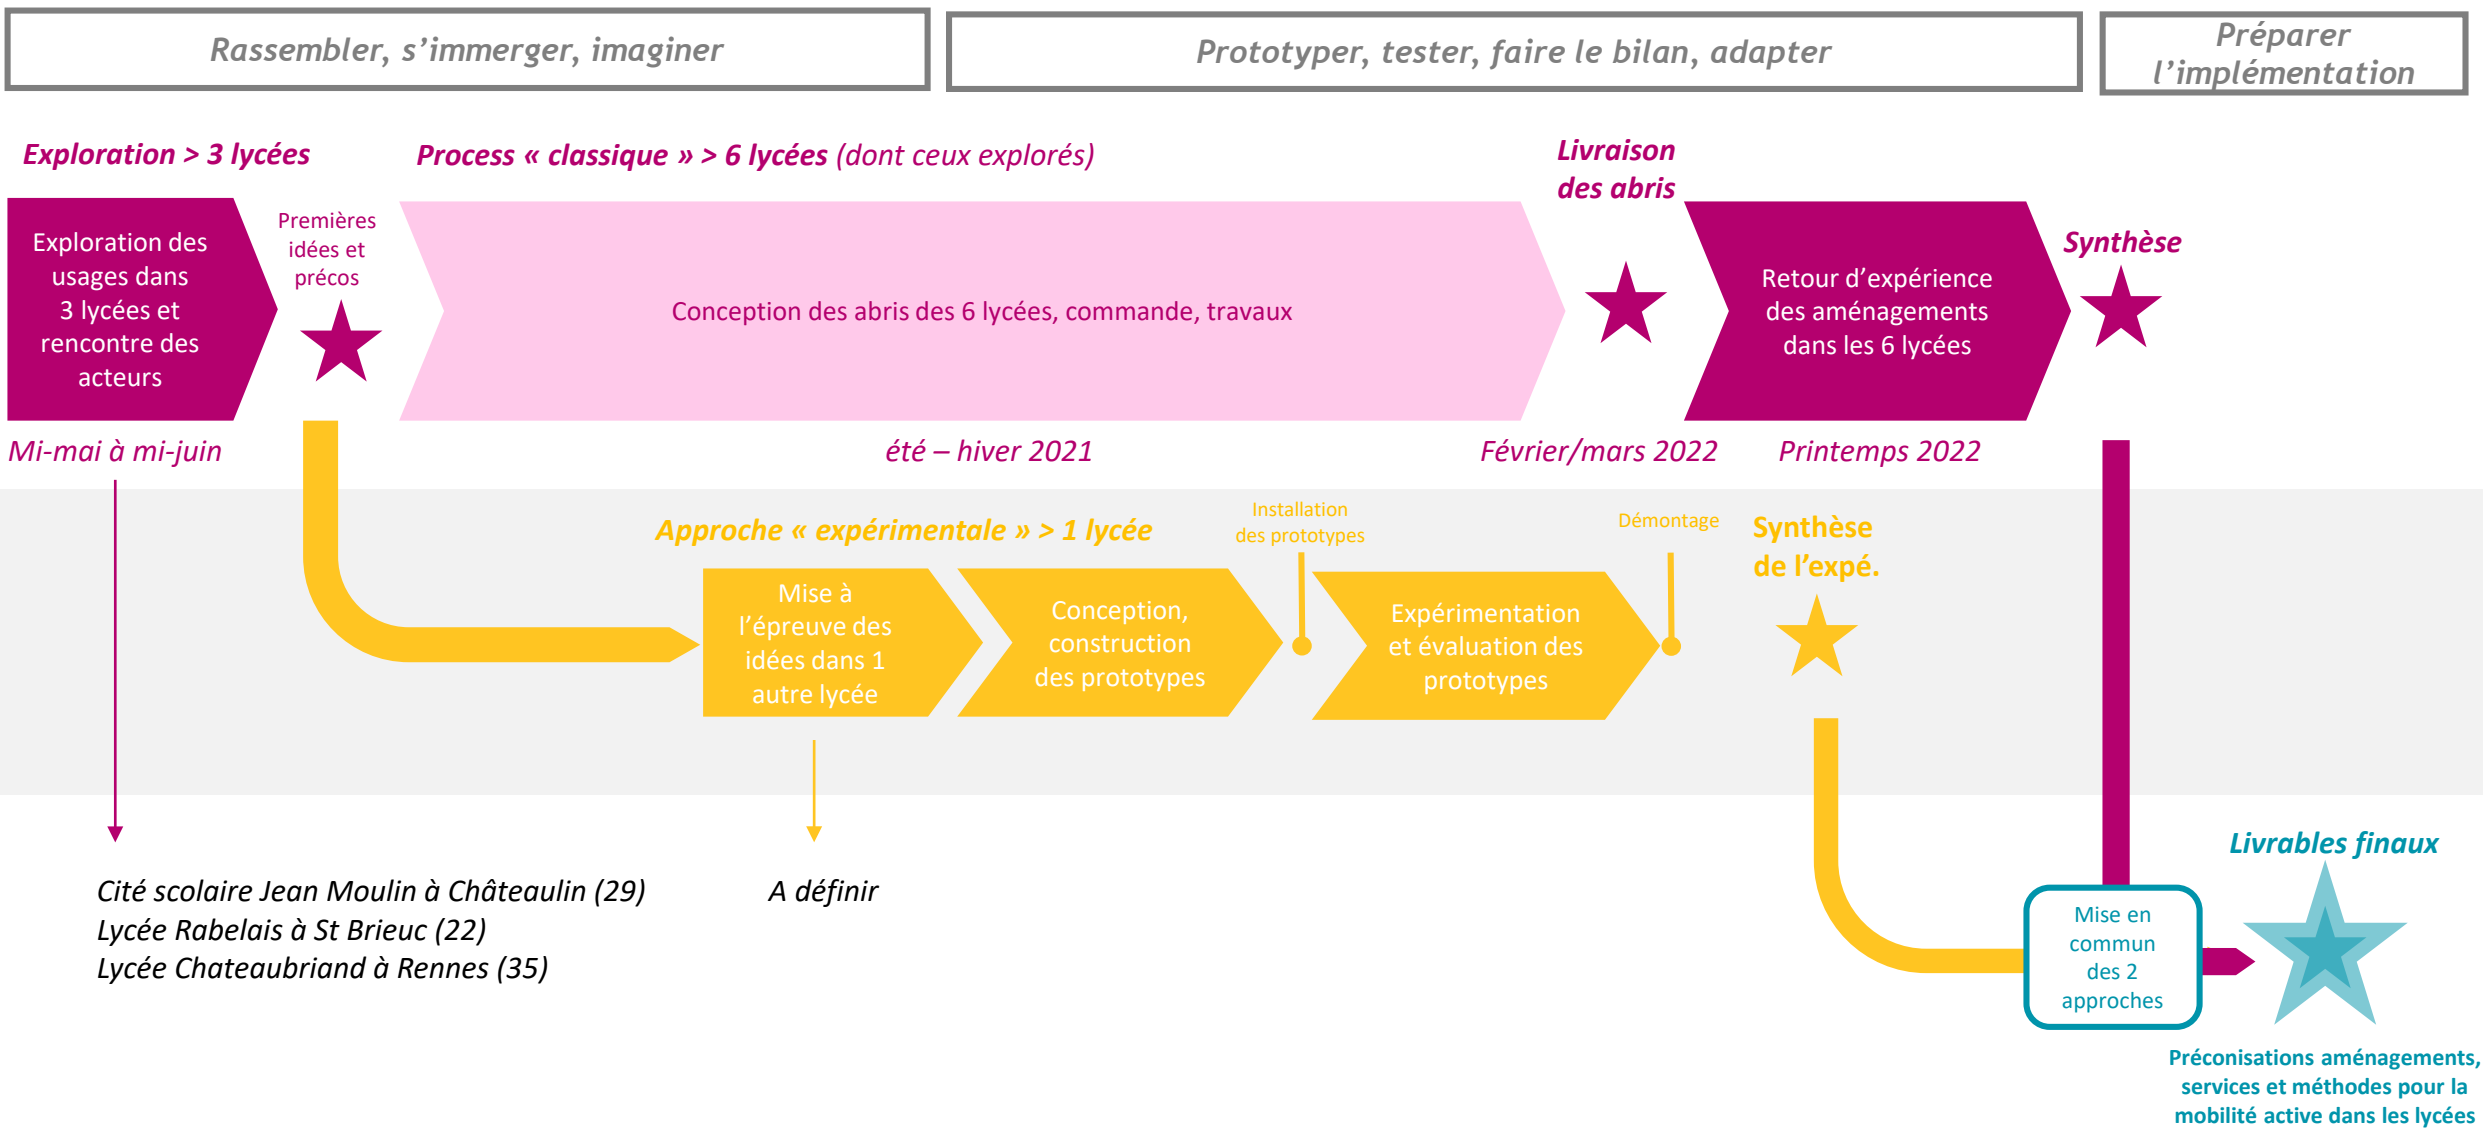 Rassembler, s’immerger, imaginer
Prototyper, tester, faire le bilan, adapter
Préparer
l’implémentation
Exploration > 3 lycées
Process « classique » > 6 lycées (dont ceux explorés)
Livraison
des abris
Exploration des
usages dans
3 lycées et
rencontre des
acteurs
Premières
idées et
précos
Conception des abris des 6 lycées, commande, travaux
Retour d’expérience
des aménagements
dans les 6 lycées
Synthèse
Mi-mai à mi-juin
été – hiver 2021
Février/mars 2022
Printemps 2022
Approche « expérimentale » > 1 lycée
Installation
des prototypes
Démontage
Synthèse
de l’expé.
Mise à
l’épreuve des
idées dans 1
autre lycée
Conception,
construction
des prototypes
Expérimentation
et évaluation des
prototypes
Cité scolaire Jean Moulin à Châteaulin (29)
Lycée Rabelais à St Brieuc (22)
Lycée Chateaubriand à Rennes (35)
A définir
Livrables finaux
Mise en
commun
des 2
approches
Préconisations aménagements,
services et méthodes pour la
mobilité active dans les lycées